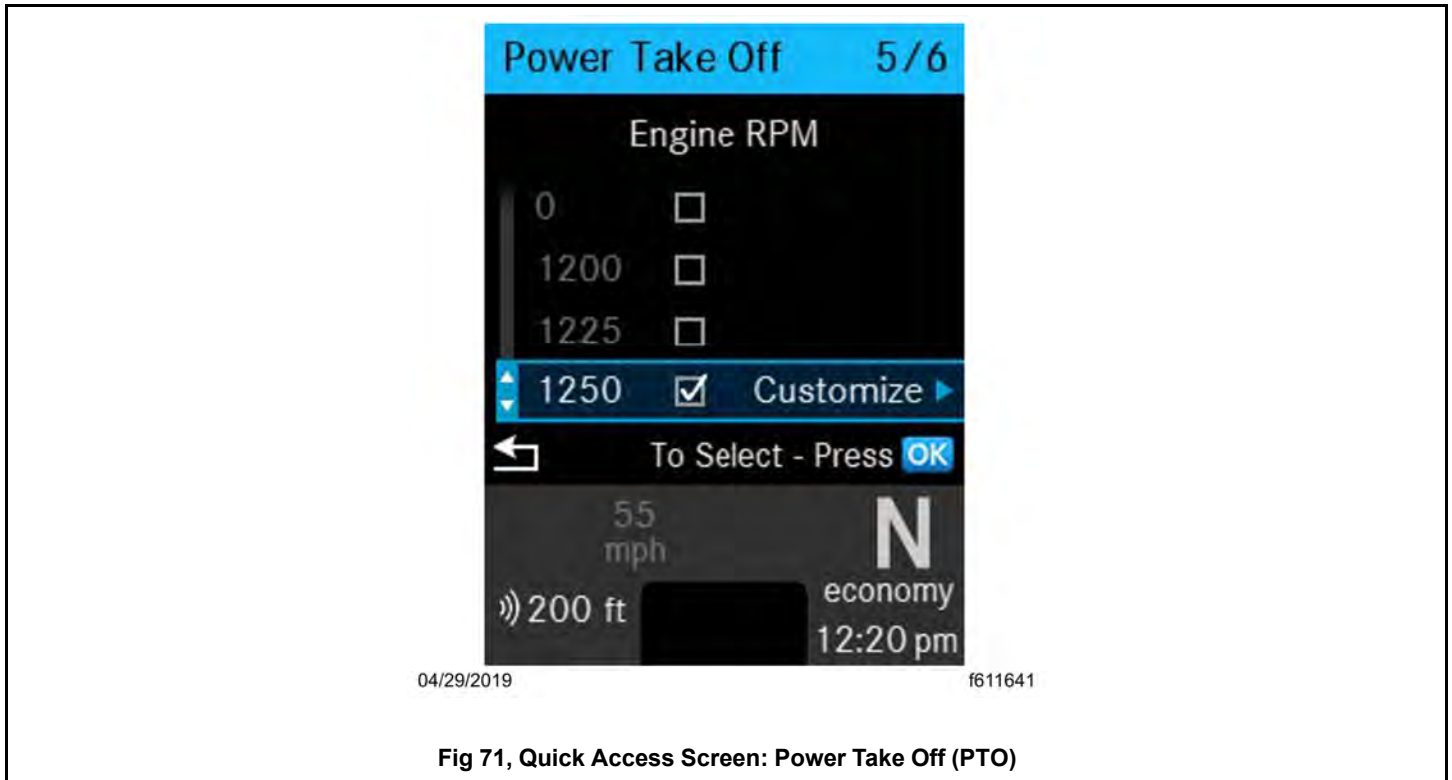 Power Take Off 5/6
Engine RPM
0
1200
1225
1250 Customize
To Select - Press OK
55
mph
N
economy
200 ft
12:20 pm
04/29/2019 f611641
Fig 71, Quick Access Screen: Power Take Off (PTO)